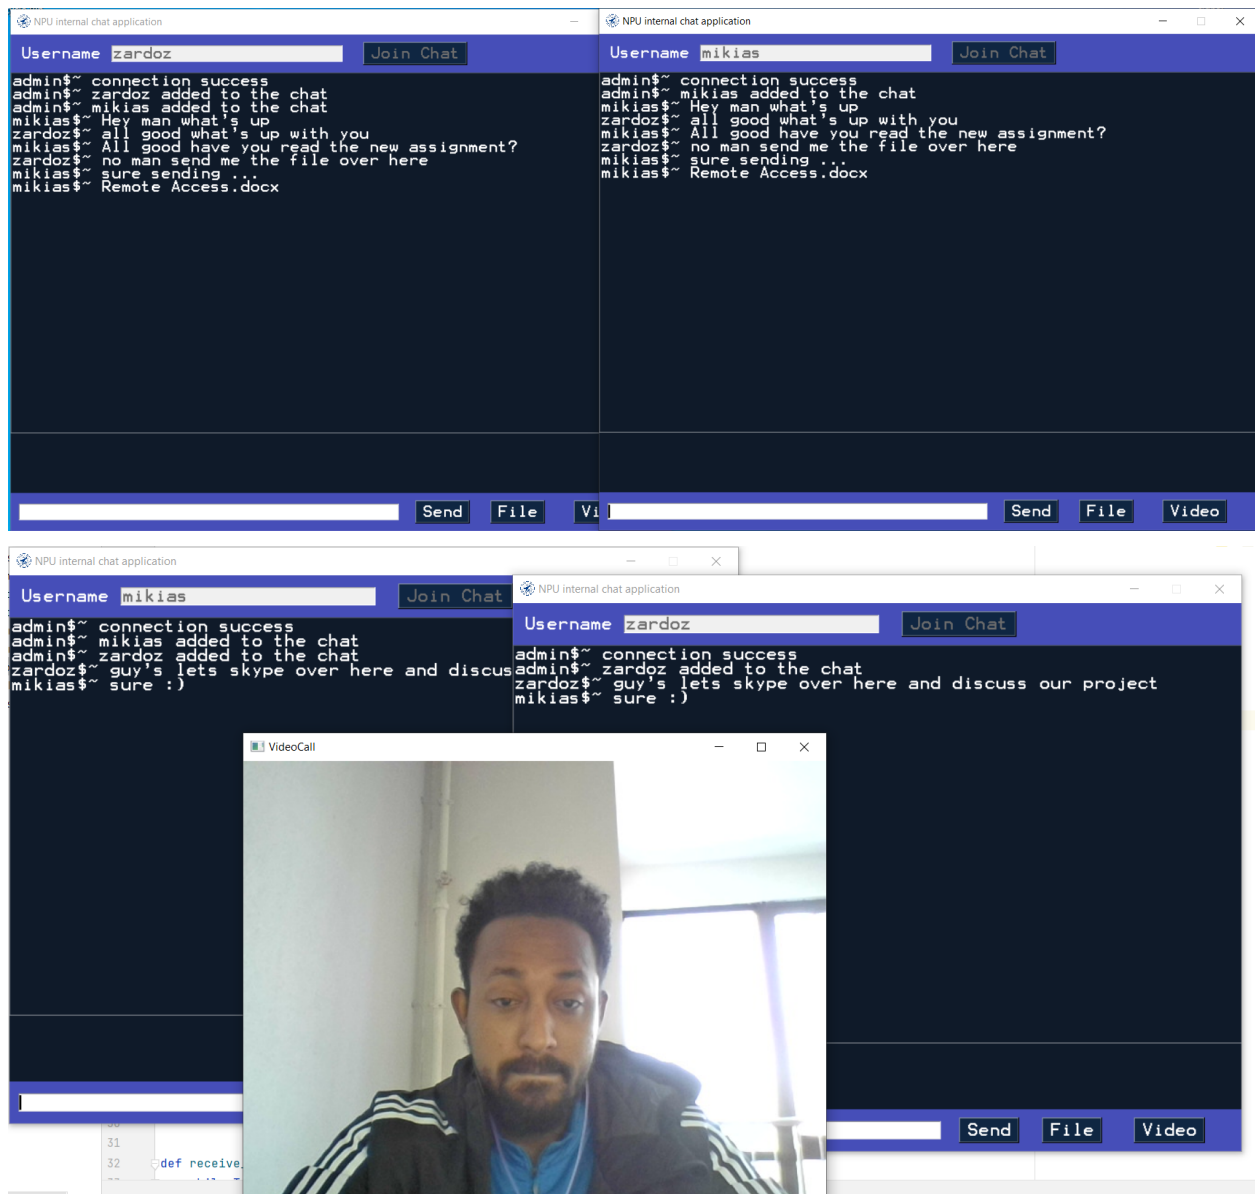 NPU internal chat application
Username zardoz Join Chat
admin$~ connection success
admin$~ zardoz added to the chat
admin$~ mikias added to the chat
mikias$~ Hey man what's up
zardoz$~ all good what's up with you
mikias$~ All good have you read the new assignment?
zardoz$~ no man send me the file over here
mikias$~ sure sending ...
mikias$~ Remote Access.docx
Send File Vi
NPU internal chat application
Username mikias Join Chat
admin$~ connection success
admin$~ mikias added to the chat
mikias$~ Hey man what's up
zardoz$~ all good what's up with you
mikias$~ All good have you read the new assignment?
zardoz$~ no man send me the file over here
mikias$~ sure sending ...
mikias$~ Remote Access.docx
Send File Video
NPU internal chat application
Username mikias Join Chat
admin$~ connection success
admin$~ mikias added to the chat
admin$~ zardoz added to the chat
zardoz$~ guy's lets skype over here and discus
mikias$~ sure :)
NPU internal chat application
Username zardoz Join Chat
admin$~ connection success
admin$~ zardoz added to the chat
zardoz$~ guy's lets skype over here and discuss our project
mikias$~ sure :)
Send File Video
VideoCall
31
32 def receive_